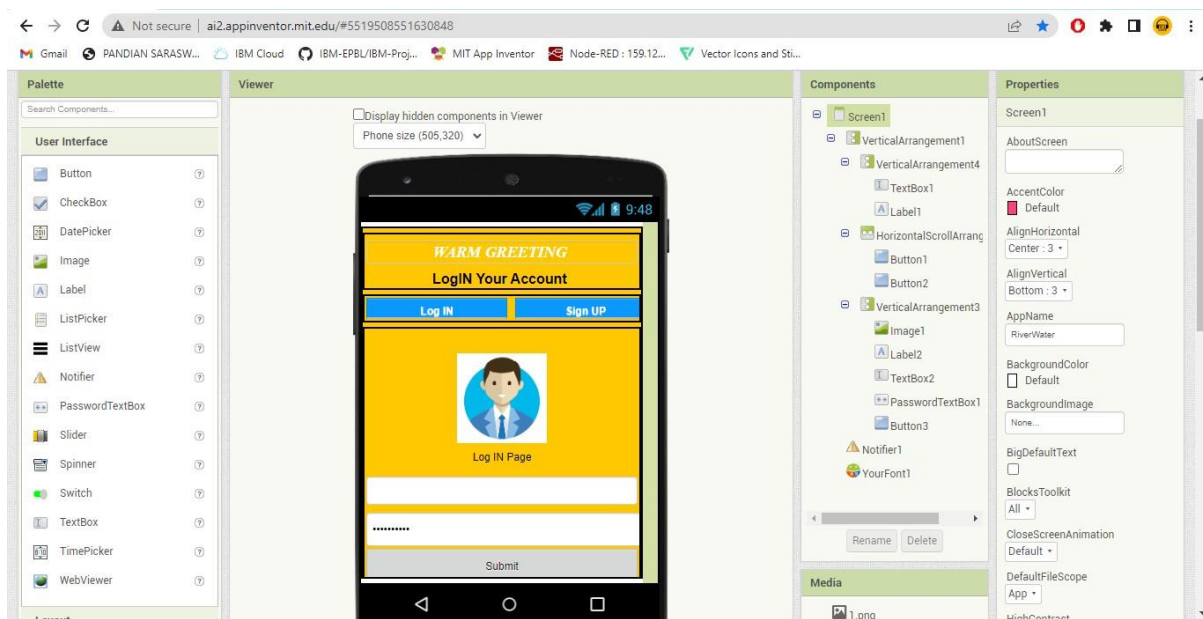 Not secure | ai2.appinventor.mit.edu/#5519508551630848
Gmail PANDIAN SARASW... IBM Cloud IBM-EPBL/IBM-Proj... MIT App Inventor Node-RED : 159.12... Vector Icons and Sti...
Palette
Search Components...
User Interface
Button
CheckBox
DatePicker
Image
Label
ListPicker
ListView
Notifier
PasswordTextBox
Slider
Spinner
Switch
TextBox
TimePicker
WebViewer
Viewer
Display hidden components in Viewer
Phone size (505,320)
9:48
WARM GREETING
LogIN Your Account
Log IN Sign UP
Log IN Page
••••••••••
Submit
Components
Screen1
VerticalArrangement1
VerticalArrangement4
TextBox1
Label1
HorizontalScrollArrang
Button1
Button2
VerticalArrangement3
Image1
Label2
TextBox2
PasswordTextBox1
Button3
Notifier1
YourFont1
Rename Delete
Media
1.png
Properties
Screen1
AboutScreen
AccentColor
Default
AlignHorizontal
Center : 3
AlignVertical
Bottom : 3
AppName
RiverWater
BackgroundColor
Default
BackgroundImage
None...
BigDefaultText
BlocksToolkit
All
CloseScreenAnimation
Default
DefaultFileScope
App
HighContrast